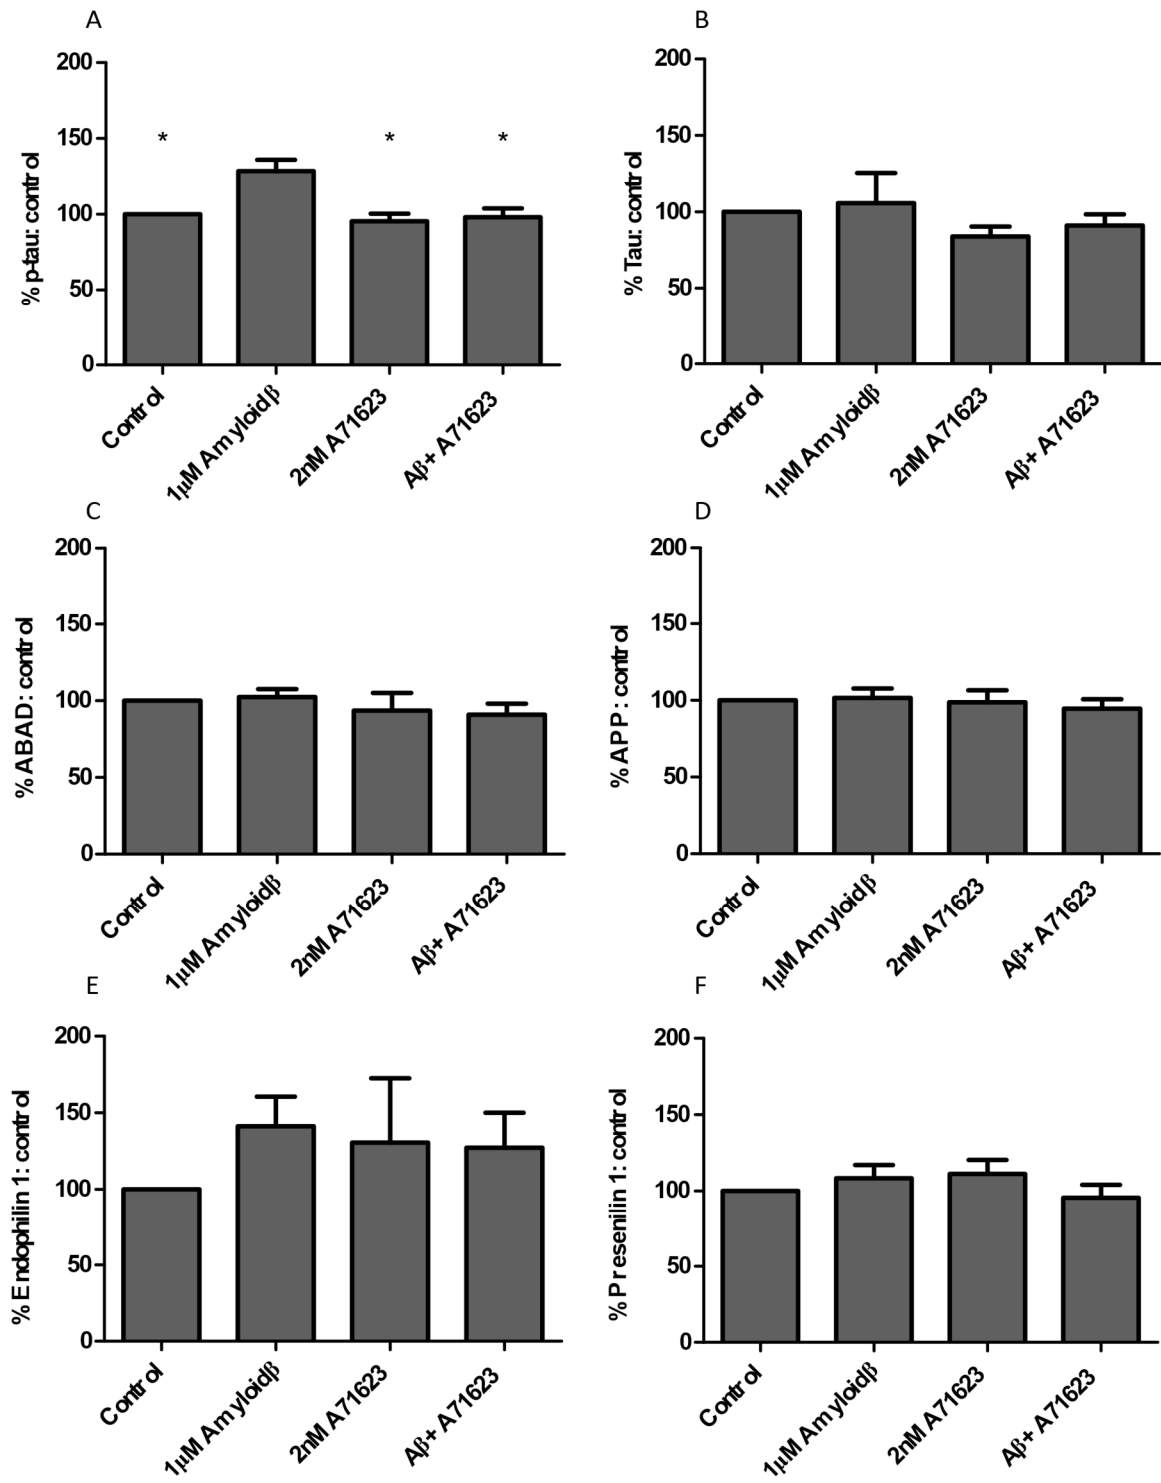 A
% p-tau: control
200
150
100
50
0
* * *
Control
1μM Amyloidβ
2nM A71623
Aβ+ A71623
B
% Tau: control
200
150
100
50
0
Control
1μM Amyloidβ
2nM A71623
Aβ+ A71623
C
% ABAD: control
200
150
100
50
0
Control
1μM Amyloidβ
2nM A71623
Aβ+ A71623
D
% APP: control
200
150
100
50
0
Control
1μM Amyloidβ
2nM A71623
Aβ+ A71623
E
% Endophilin 1: control
200
150
100
50
0
Control
1μM Amyloidβ
2nM A71623
Aβ+ A71623
F
% Presenilin 1: control
200
150
100
50
0
Control
1μM Amyloidβ
2nM A71623
Aβ+ A71623